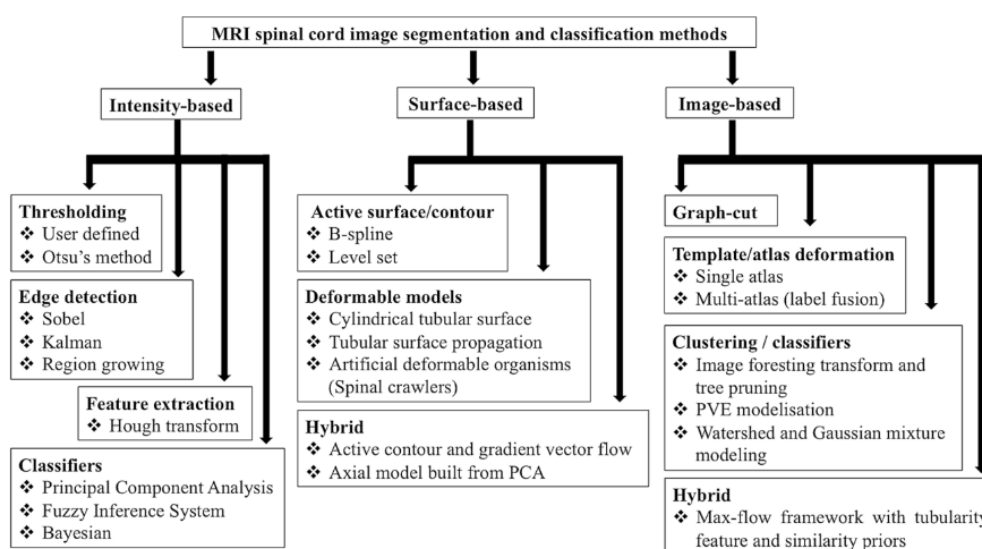 MRI spinal cord image segmentation and classification methods
Intensity-based
Surface-based
Image-based
Thresholding
❖ User defined
❖ Otsu's method
Edge detection
❖ Sobel
❖ Kalman
❖ Region growing
Feature extraction
❖ Hough transform
Classifiers
❖ Principal Component Analysis
❖ Fuzzy Inference System
❖ Bayesian
Active surface/contour
❖ B-spline
❖ Level set
Deformable models
❖ Cylindrical tubular surface
❖ Tubular surface propagation
❖ Artificial deformable organisms
(Spinal crawlers)
Hybrid
❖ Active contour and gradient vector flow
❖ Axial model built from PCA
Graph-cut
Template/atlas deformation
❖ Single atlas
❖ Multi-atlas (label fusion)
Clustering / classifiers
❖ Image foresting transform and
tree pruning
❖ PVE modelisation
❖ Watershed and Gaussian mixture
modeling
Hybrid
❖ Max-flow framework with tubularity
feature and similarity priors